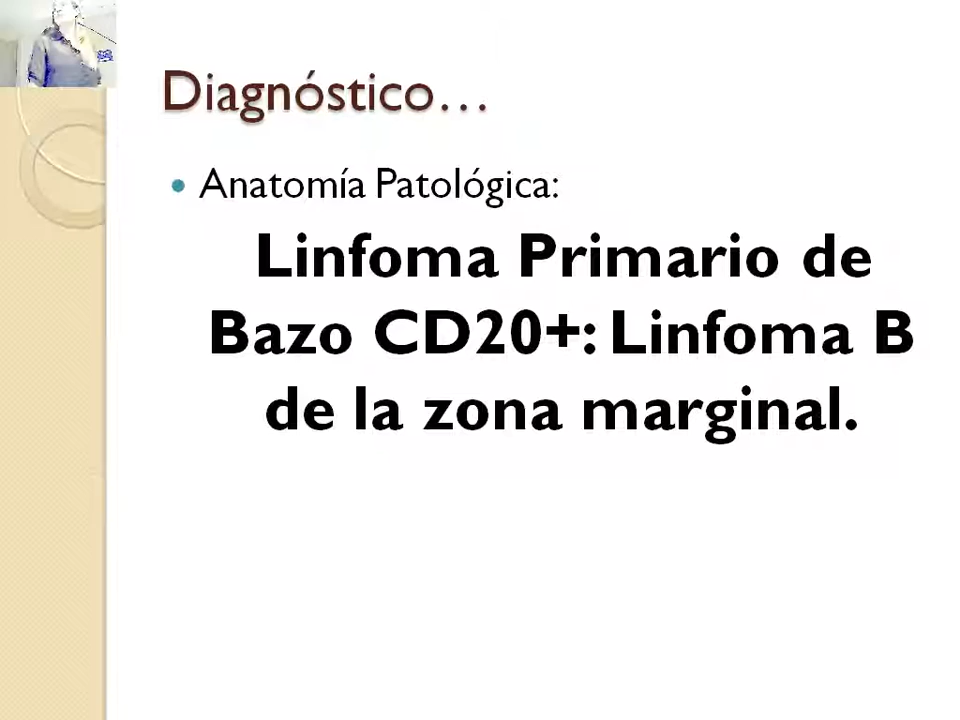 Diagnóstico…
Anatomía Patológica:
Linfoma Primario de
Bazo CD20+: Linfoma B
de la zona marginal.